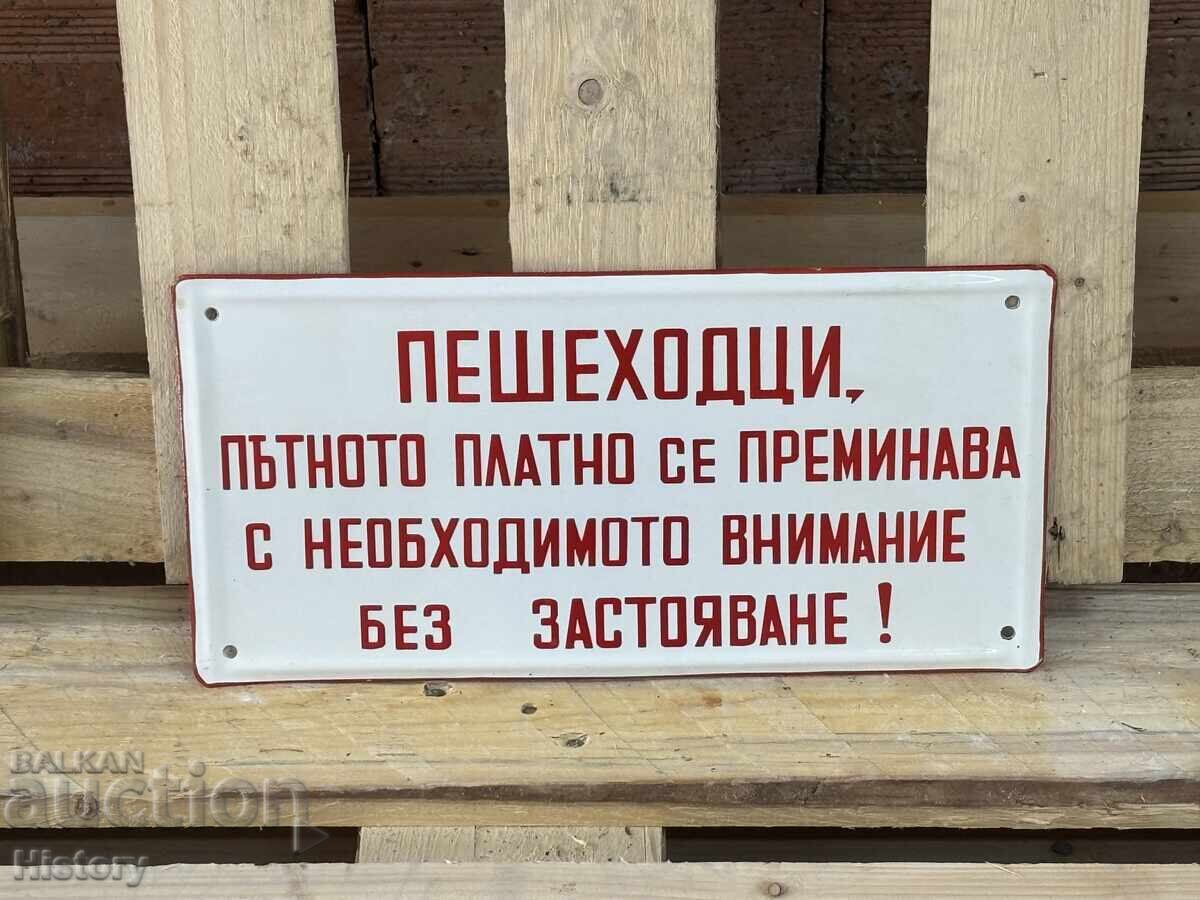 ПЕШЕХОДЦИ,
ПЪТНОТО ПЛАТНО СЕ ПРЕМИНАВА
С НЕОБХОДИМОТО ВНИМАНИЕ
БЕЗ ЗАСТОЯВАНЕ !
BALKAN
auction
History